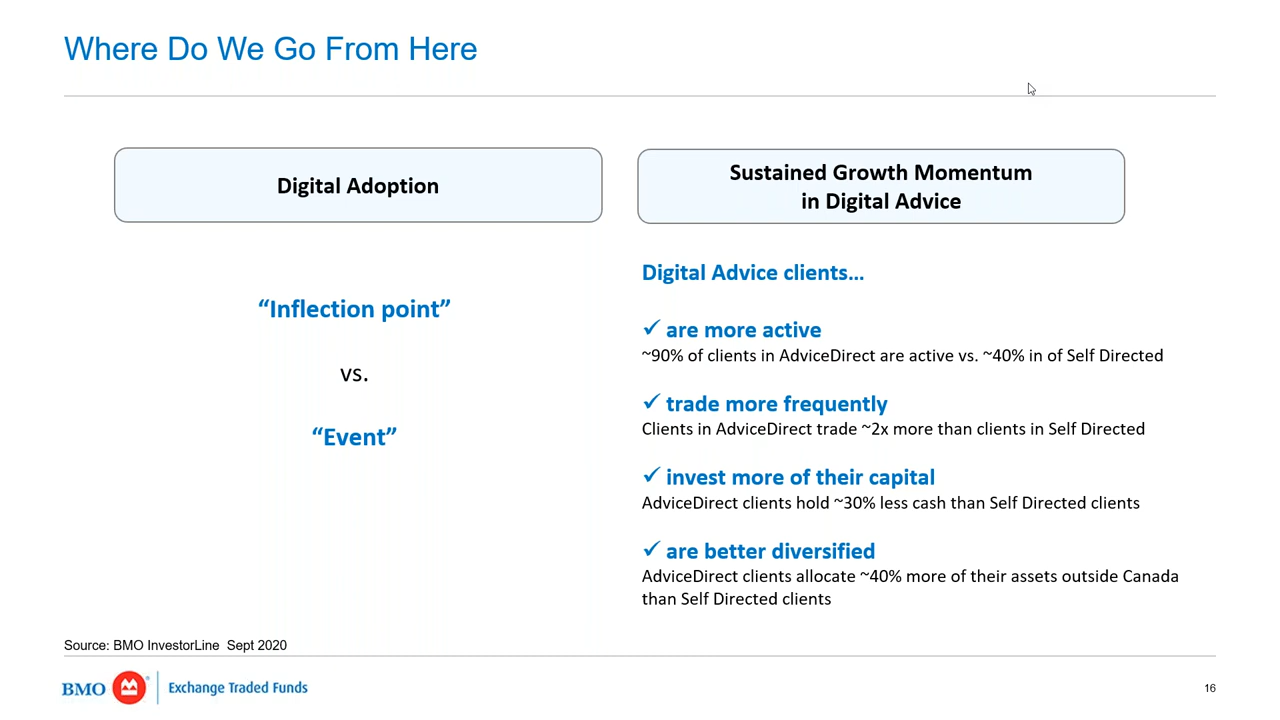 Where Do We Go From Here
Digital Adoption
“Inflection point”
vs.
“Event”
Sustained Growth Momentum
in Digital Advice
Digital Advice clients…
✓ are more active
~90% of clients in AdviceDirect are active vs. ~40% in of Self Directed
✓ trade more frequently
Clients in AdviceDirect trade ~2x more than clients in Self Directed
✓ invest more of their capital
AdviceDirect clients hold ~30% less cash than Self Directed clients
✓ are better diversified
AdviceDirect clients allocate ~40% more of their assets outside Canada
than Self Directed clients
Source: BMO InvestorLine  Sept 2020
BMO Exchange Traded Funds
16